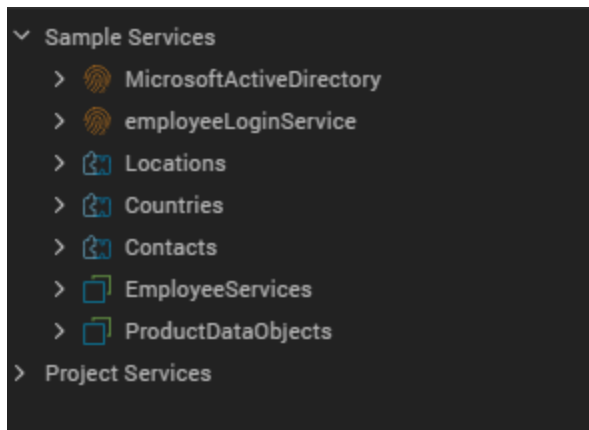 Sample Services
MicrosoftActiveDirectory
employeeLoginService
Locations
Countries
Contacts
EmployeeServices
ProductDataObjects
Project Services